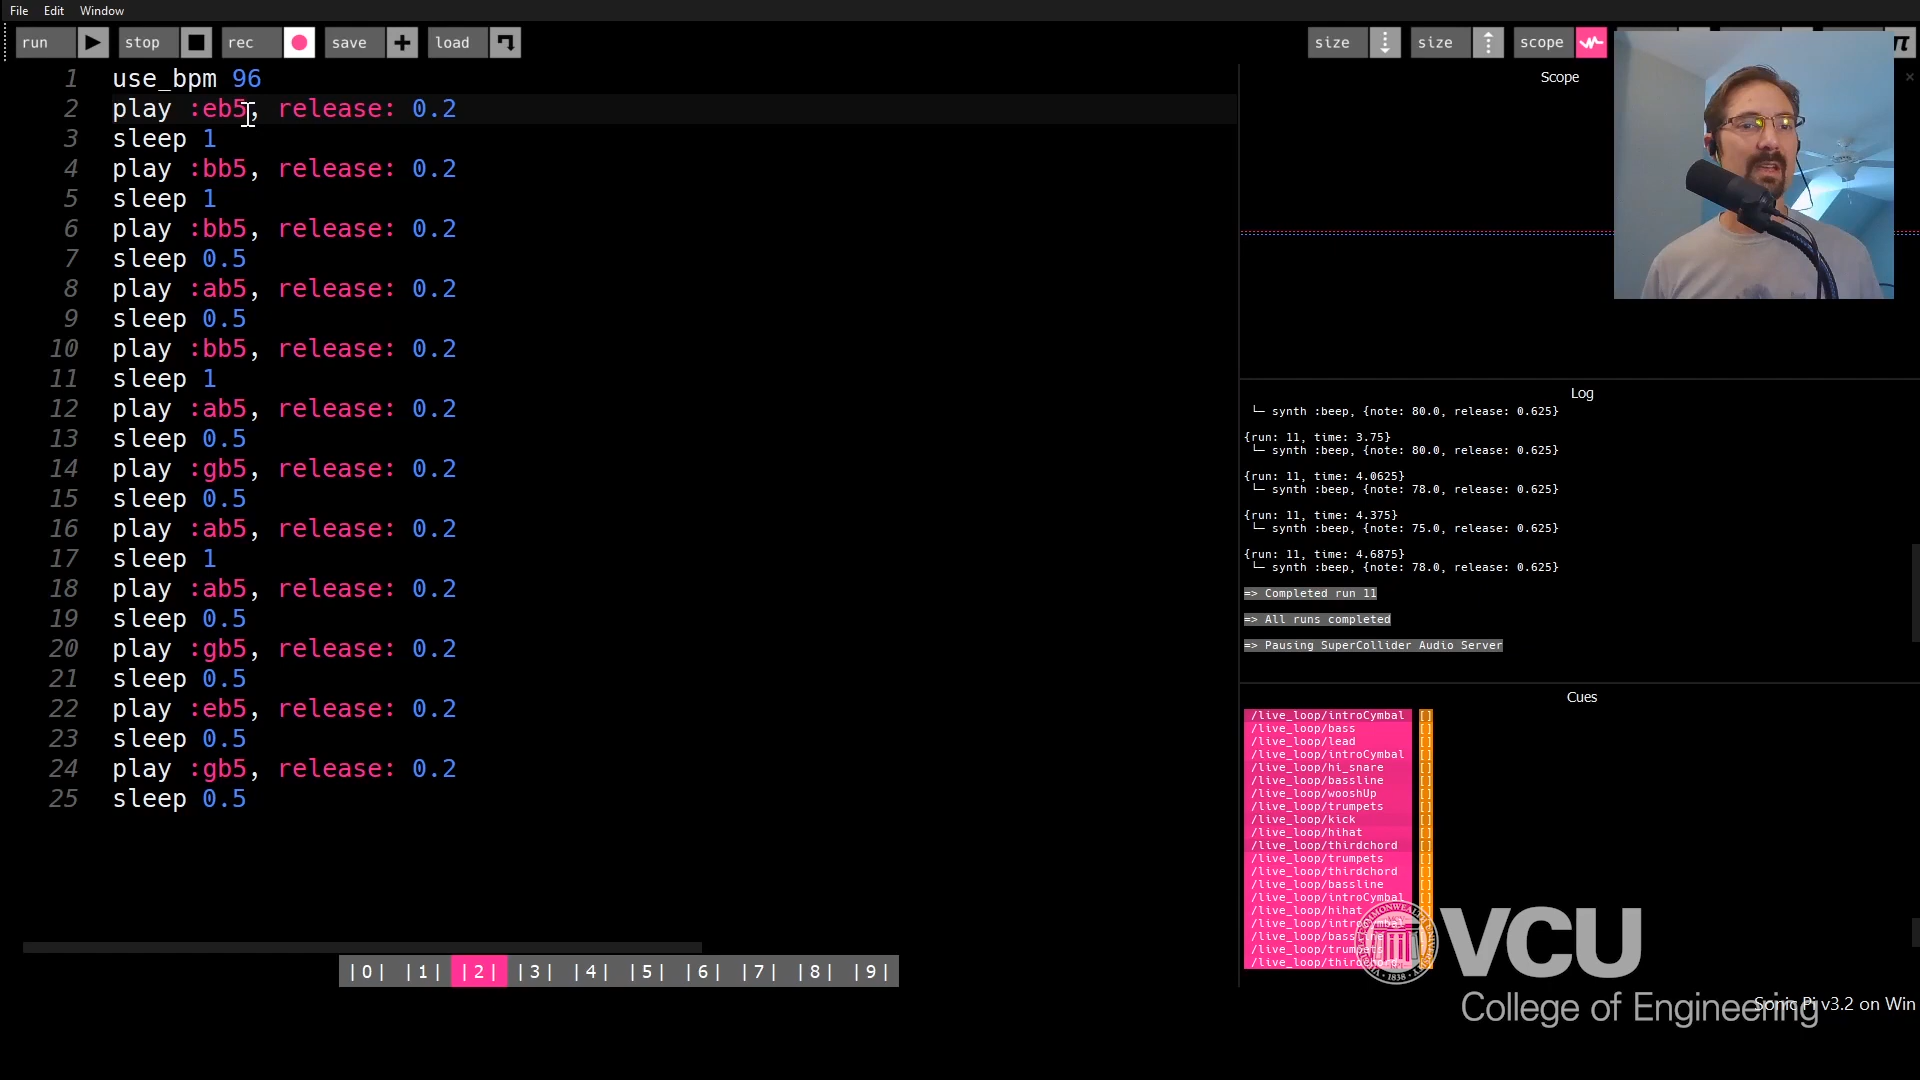 File Edit Window
run stop rec save load size size scope
1 use_bpm 96
2 play :eb5, release: 0.2
3 sleep 1
4 play :bb5, release: 0.2
5 sleep 1
6 play :bb5, release: 0.2
7 sleep 0.5
8 play :ab5, release: 0.2
9 sleep 0.5
10 play :bb5, release: 0.2
11 sleep 1
12 play :ab5, release: 0.2
13 sleep 0.5
14 play :gb5, release: 0.2
15 sleep 0.5
16 play :ab5, release: 0.2
17 sleep 1
18 play :ab5, release: 0.2
19 sleep 0.5
20 play :gb5, release: 0.2
21 sleep 0.5
22 play :eb5, release: 0.2
23 sleep 0.5
24 play :gb5, release: 0.2
25 sleep 0.5
|0| |1| |2| |3| |4| |5| |6| |7| |8| |9|
Scope
Log
└─ synth :beep, {note: 80.0, release: 0.625}
{run: 11, time: 3.75}
└─ synth :beep, {note: 80.0, release: 0.625}
{run: 11, time: 4.0625}
└─ synth :beep, {note: 78.0, release: 0.625}
{run: 11, time: 4.375}
└─ synth :beep, {note: 75.0, release: 0.625}
{run: 11, time: 4.6875}
└─ synth :beep, {note: 78.0, release: 0.625}
=> Completed run 11
=> All runs completed
=> Pausing SuperCollider Audio Server
Cues
/live_loop/introCymbal []
/live_loop/bass []
/live_loop/lead []
/live_loop/introCymbal []
/live_loop/hi_snare []
/live_loop/bassline []
/live_loop/wooshUp []
/live_loop/trumpets []
/live_loop/kick []
/live_loop/hihat []
/live_loop/thirdchord []
/live_loop/trumpets []
/live_loop/thirdchord []
/live_loop/bassline []
/live_loop/introCymbal []
/live_loop/hihat
VCU
College of Engineering
Sonic Pi v3.2 on Win